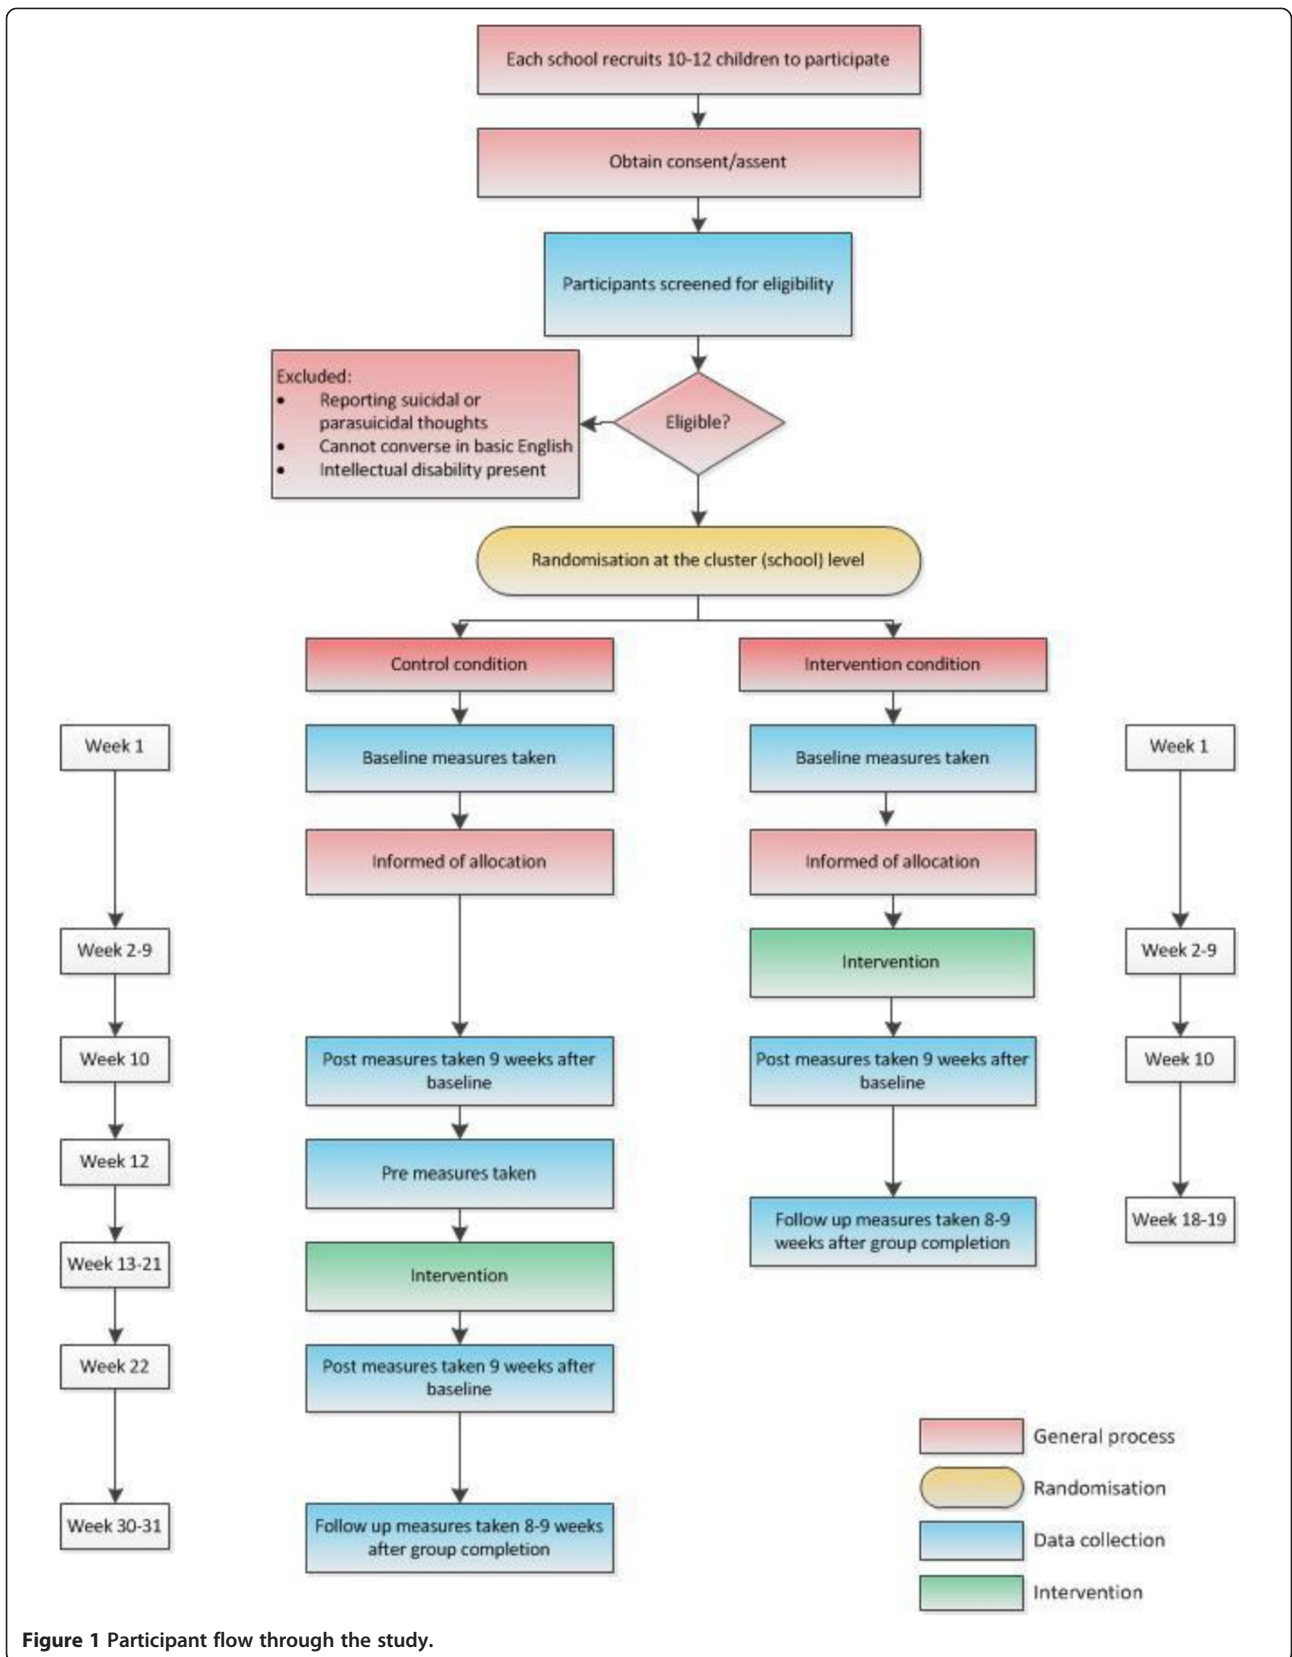 Each school recruits 10-12 children to participate
Obtain consent/assent
Participants screened for eligibility
Eligible?
Excluded:
• Reporting suicidal or
parasuicidal thoughts
• Cannot converse in basic English
• Intellectual disability present
Randomisation at the cluster (school) level
Control condition
Intervention condition
Week 1
Baseline measures taken
Baseline measures taken
Week 1
Informed of allocation
Informed of allocation
Week 2-9
Intervention
Week 2-9
Week 10
Post measures taken 9 weeks after
baseline
Post measures taken 9 weeks after
baseline
Week 10
Week 12
Pre measures taken
Follow up measures taken 8-9
weeks after group completion
Week 18-19
Week 13-21
Intervention
Week 22
Post measures taken 9 weeks after
baseline
Week 30-31
Follow up measures taken 8-9 weeks
after group completion
General process
Randomisation
Data collection
Intervention
Figure 1 Participant flow through the study.